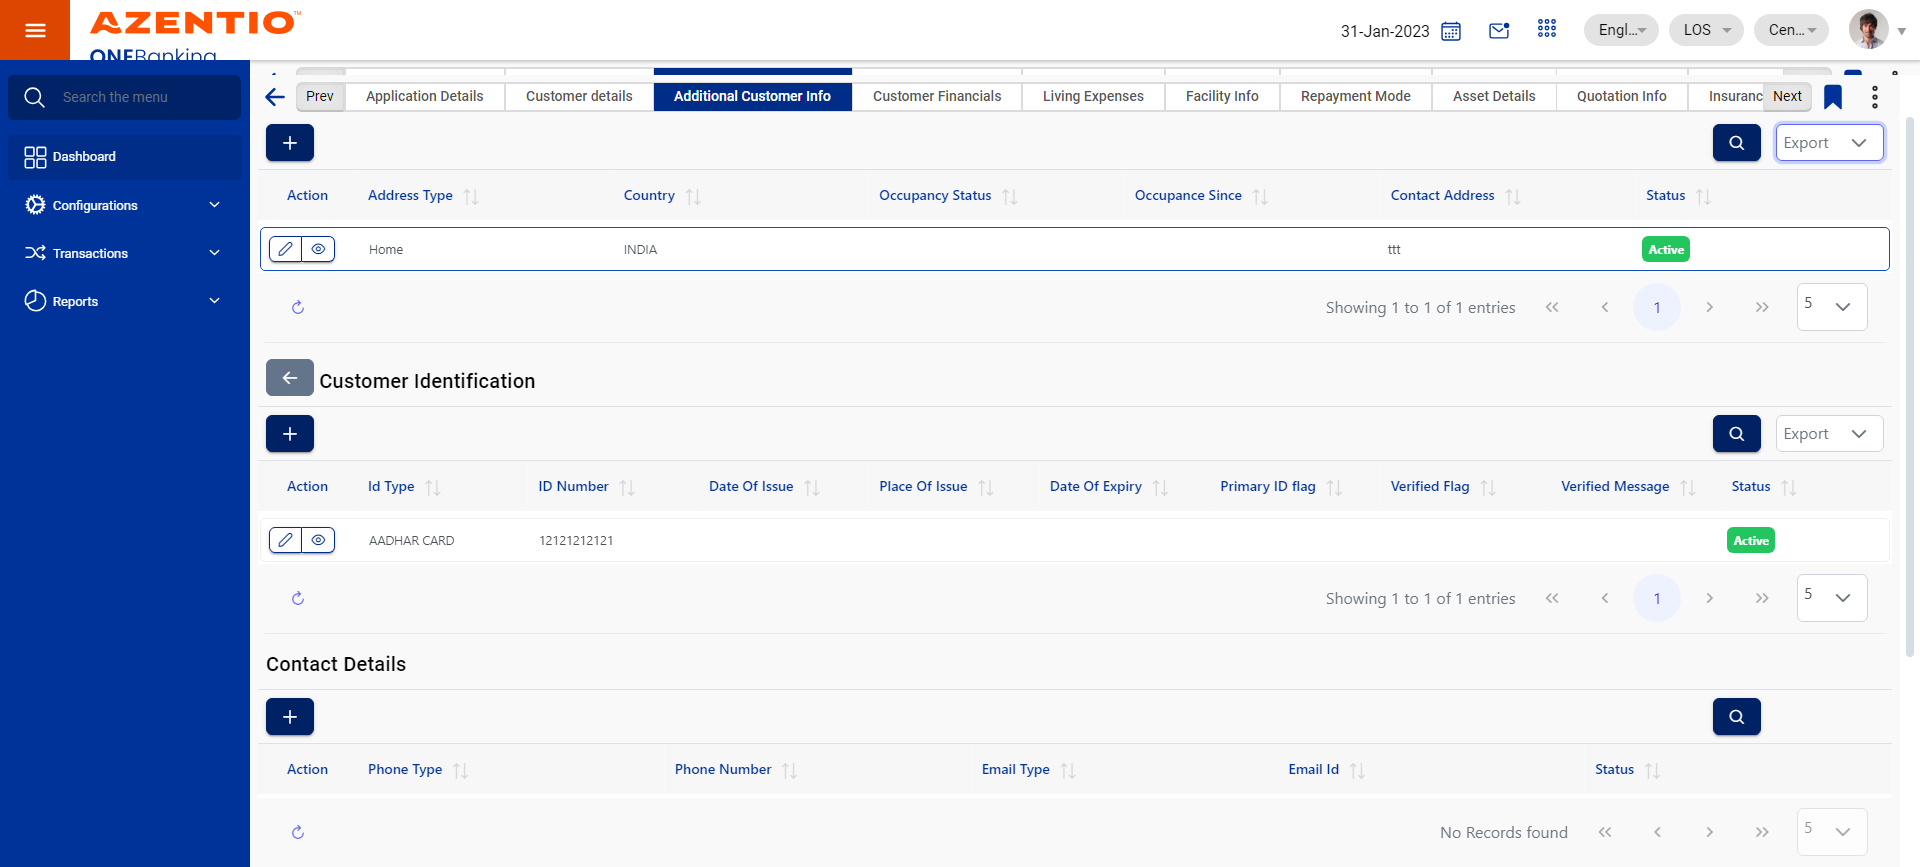 AZENTIO™
ONEBanking
31-Jan-2023
Engl...
LOS
Cen...
Search the menu
Dashboard
Configurations
Transactions
Reports
Prev
Application Details
Customer details
Additional Customer Info
Customer Financials
Living Expenses
Facility Info
Repayment Mode
Asset Details
Quotation Info
Insuranc
Next
Export
Action Address Type Country Occupancy Status Occupance Since Contact Address Status
Home INDIA ttt Active
Showing 1 to 1 of 1 entries
1
5
Customer Identification
Export
Action Id Type ID Number Date Of Issue Place Of Issue Date Of Expiry Primary ID flag Verified Flag Verified Message Status
AADHAR CARD 12121212121 Active
Showing 1 to 1 of 1 entries
1
5
Contact Details
Action Phone Type Phone Number Email Type Email Id Status
No Records found
5